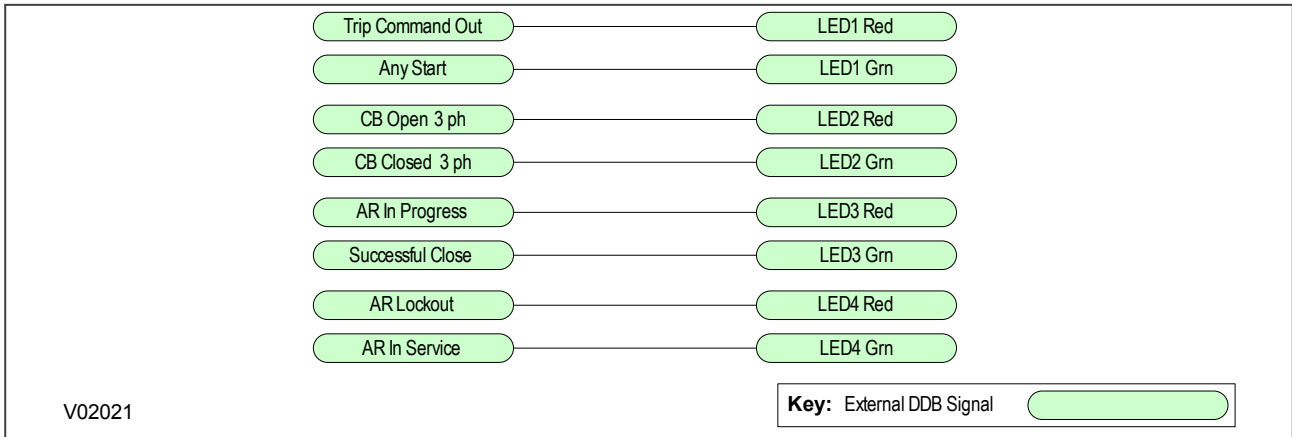 Trip Command Out LED1 Red
Any Start LED1 Grn
CB Open 3 ph LED2 Red
CB Closed 3 ph LED2 Grn
AR In Progress LED3 Red
Successful Close LED3 Grn
AR Lockout LED4 Red
AR In Service LED4 Grn
V02021
Key: External DDB Signal